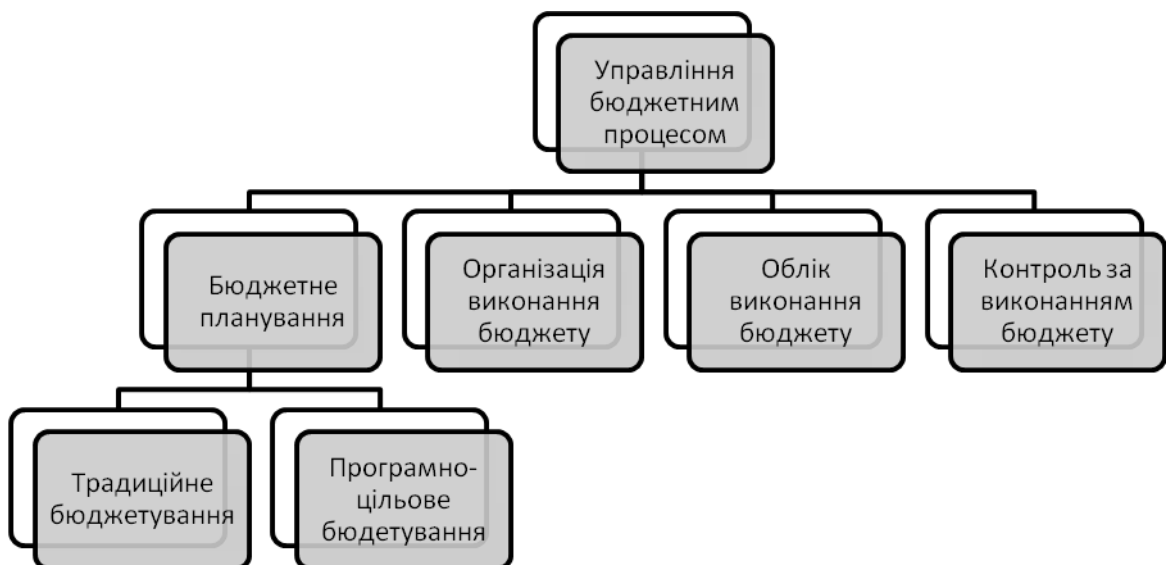 Управління
бюджетним
процесом
Бюджетне
планування
Організація
виконання
бюджету
Облік
виконання
бюджету
Контроль за
виконанням
бюджету
Традиційне
бюджетування
Програмно-
цільове
бюдетування